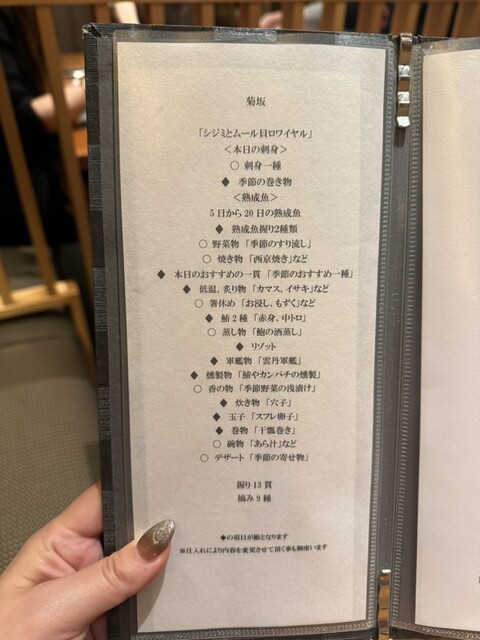 菊坂
「シジミとムール貝ロワイヤル」
＜本日の刺身＞
○ 刺身一種
◆ 季節の巻き物
＜熟成魚＞
5日から20日の熟成魚
◆ 熟成魚握り2種類
○ 野菜物「季節のすり流し」
○ 焼き物「西京焼き」など
◆ 本日のおすすめの一貫「季節のおすすめ一種」
◆ 低温、炙り物「カマス、イサキ」など
○ 箸休め「お浸し、もずく」など
◆ 鮪2種「赤身、中トロ」
○ 蒸し物「鮑の酒蒸し」
◆ リゾット
◆ 軍艦物「雲丹軍艦」
◆ 燻製物「鮪やカンパチの燻製」
○ 香の物「季節野菜の浅漬け」
◆ 炊き物「穴子」
◆ 玉子「スフレ卵子」
◆ 巻物「干瓢巻き」
○ 碗物「あら汁」など
○ デザート「季節の寄せ物」
握り13貫
摘み9種
◆の項目が鮨となります
※仕入れにより内容を変更させて頂く事も御座います